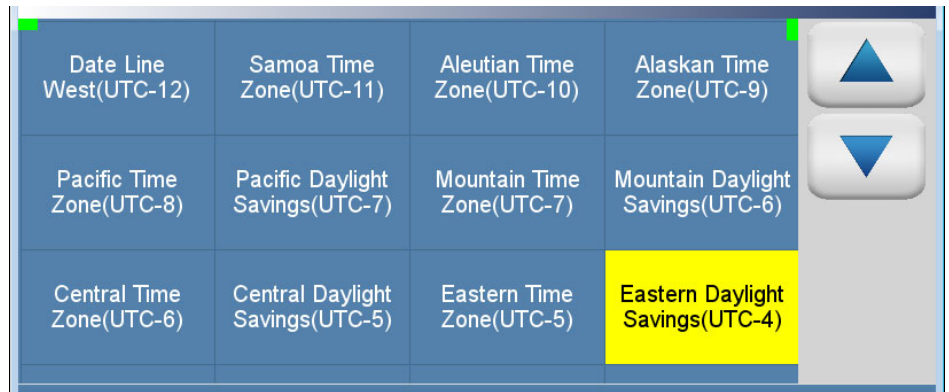 Date Line
West(UTC-12)
Samoa Time
Zone(UTC-11)
Aleutian Time
Zone(UTC-10)
Alaskan Time
Zone(UTC-9)
Pacific Time
Zone(UTC-8)
Pacific Daylight
Savings(UTC-7)
Mountain Time
Zone(UTC-7)
Mountain Daylight
Savings(UTC-6)
Central Time
Zone(UTC-6)
Central Daylight
Savings(UTC-5)
Eastern Time
Zone(UTC-5)
Eastern Daylight
Savings(UTC-4)